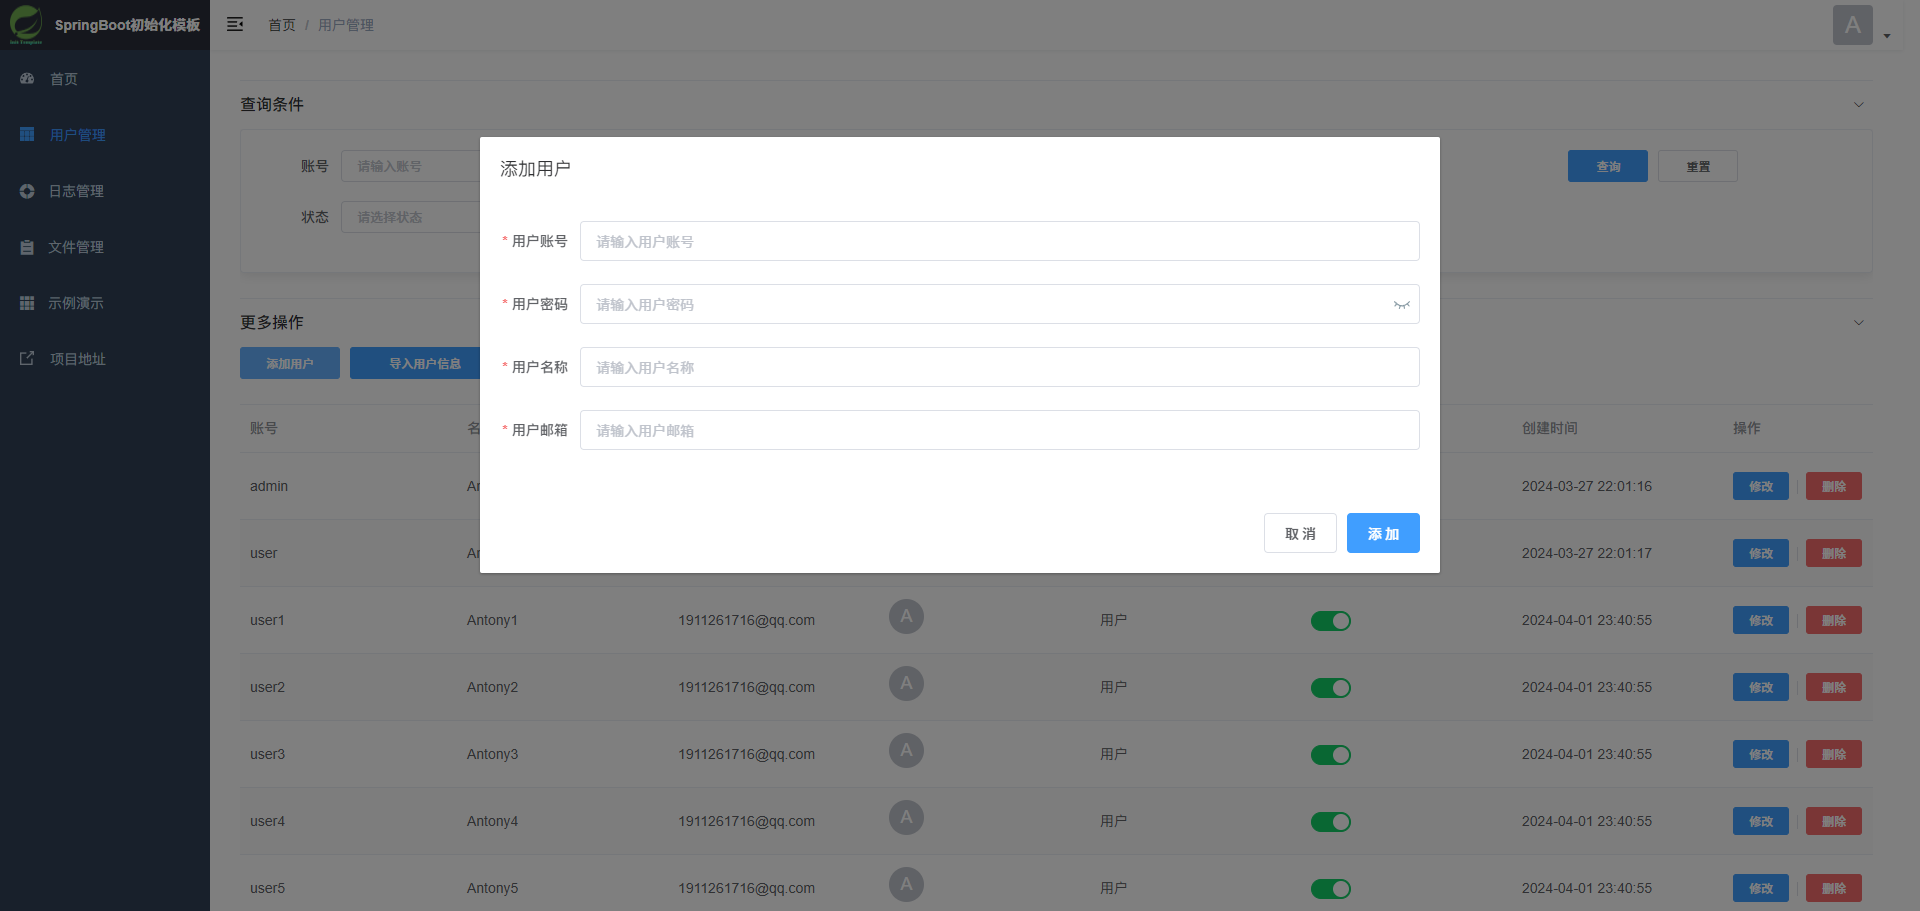 SpringBoot初始化模板
首页 / 用户管理
A
首页
用户管理
日志管理
文件管理
示例演示
项目地址
查询条件
账号 请输入账号
查询 重置
状态 请选择状态
更多操作
添加用户 导入用户信息
添加用户
* 用户账号 请输入用户账号
* 用户密码 请输入用户密码
* 用户名称 请输入用户名称
* 用户邮箱 请输入用户邮箱
取 消 添 加
账号 名 创建时间 操作
admin An 2024-03-27 22:01:16 修改 删除
user An 2024-03-27 22:01:17 修改 删除
user1 Antony1 1911261716@qq.com A 用户 2024-04-01 23:40:55 修改 删除
user2 Antony2 1911261716@qq.com A 用户 2024-04-01 23:40:55 修改 删除
user3 Antony3 1911261716@qq.com A 用户 2024-04-01 23:40:55 修改 删除
user4 Antony4 1911261716@qq.com A 用户 2024-04-01 23:40:55 修改 删除
user5 Antony5 1911261716@qq.com A 用户 2024-04-01 23:40:55 修改 删除